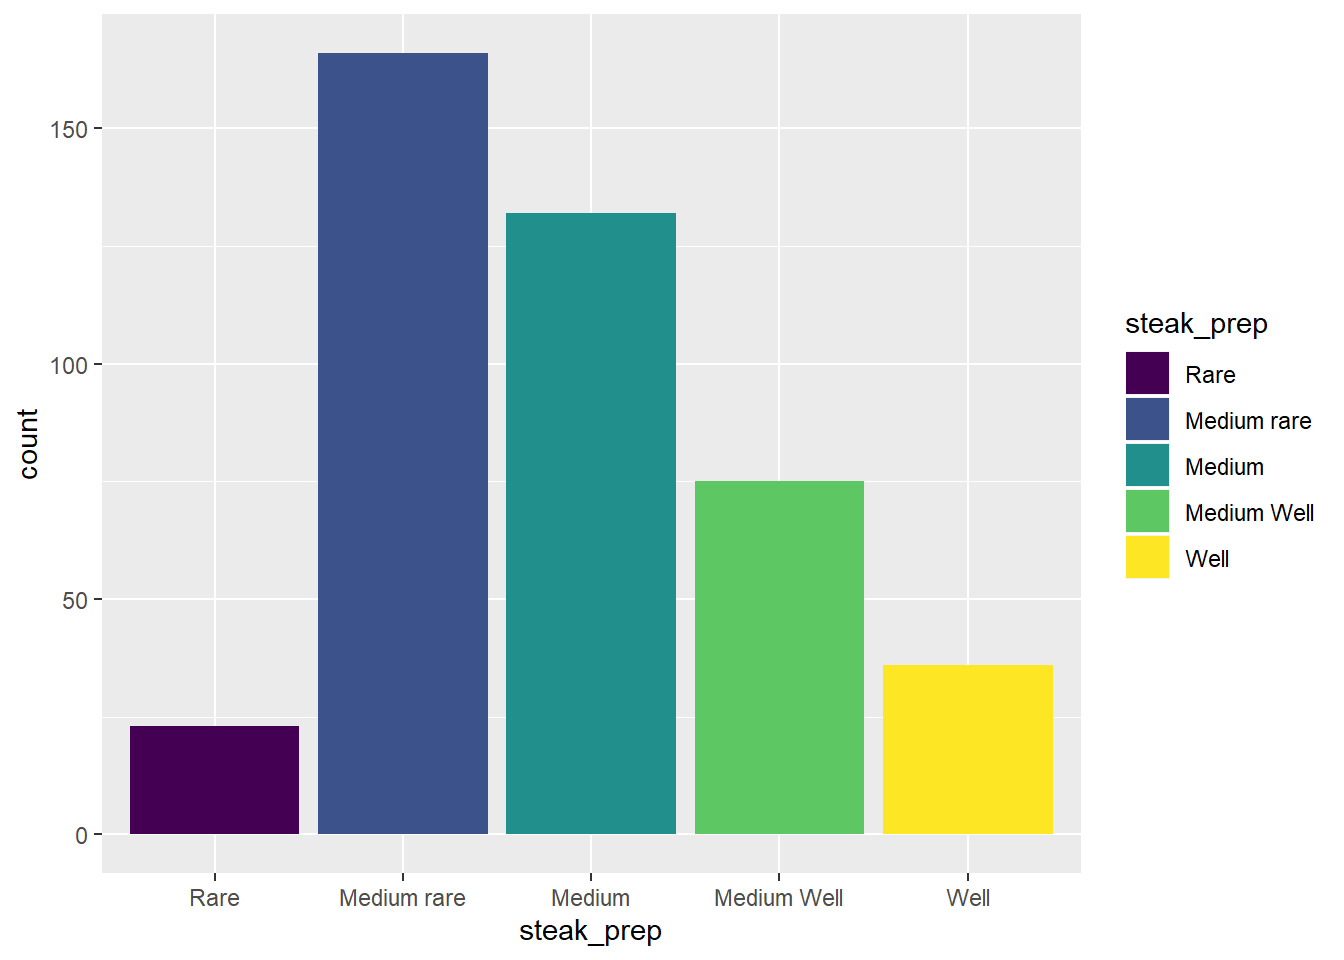 150
100
50
0
count
Rare
Medium rare
Medium
Medium Well
Well
steak_prep
steak_prep
Rare
Medium rare
Medium
Medium Well
Well